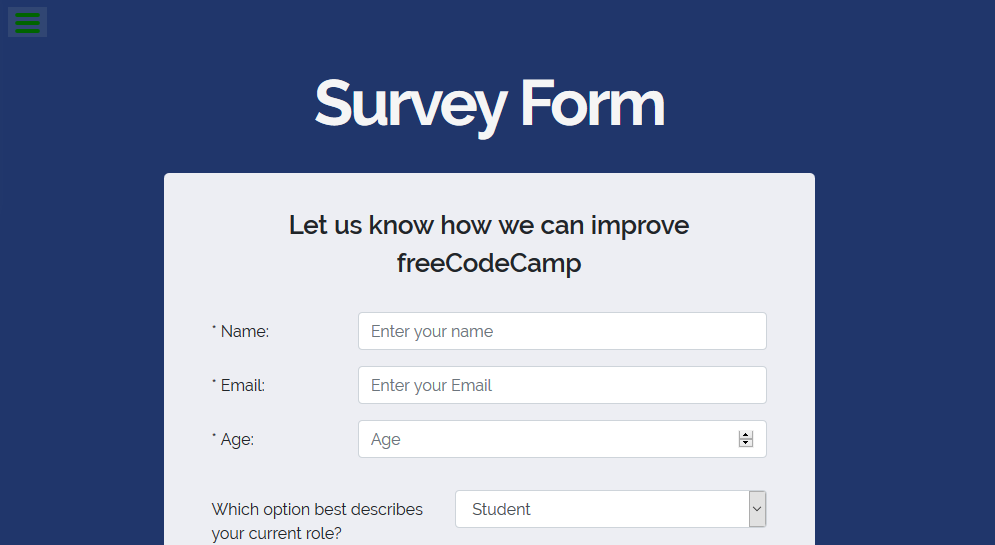 Survey Form
Let us know how we can improve
freeCodeCamp
* Name:
Enter your name
* Email:
Enter your Email
* Age:
Age
Which option best describes
your current role?
Student